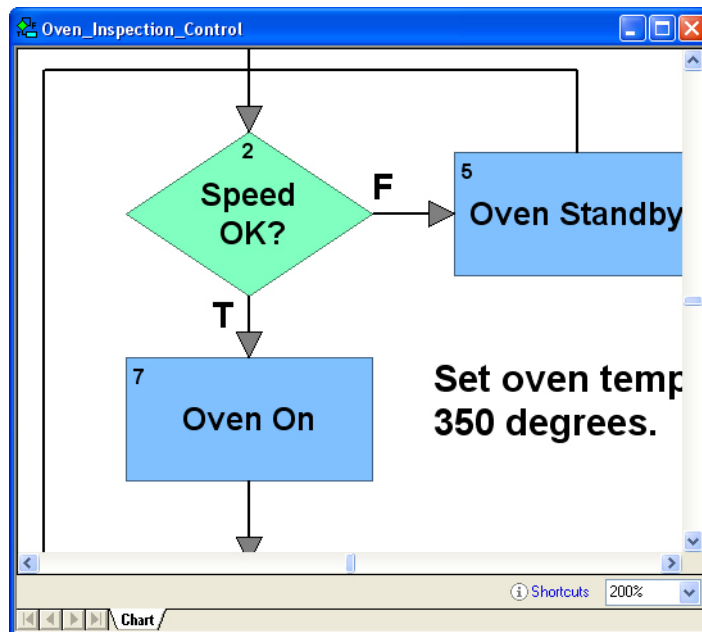 Oven_Inspection_Control
2
Speed
OK?
F
5
Oven Standby
T
7
Oven On
Set oven temp
350 degrees.
Shortcuts
200%
Chart